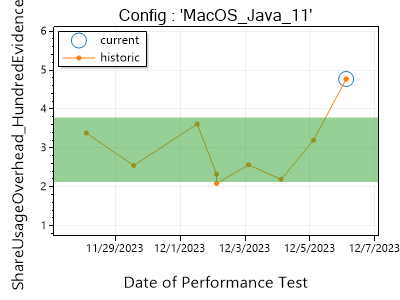 Config : 'MacOS_Java_11'
current
historic
ShareUsageOverhead_HundredEvidence
6
5
4
3
2
1
11/29/2023 12/1/2023 12/3/2023 12/5/2023 12/7/2023
Date of Performance Test